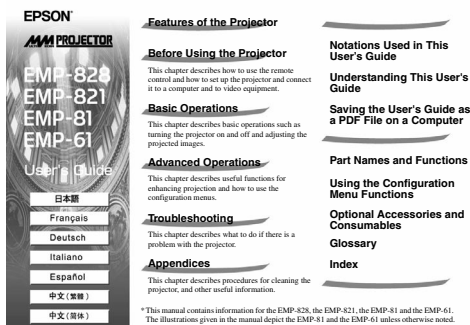 EPSON®
MM PROJECTOR
EMP-828
EMP-821
EMP-81
EMP-61
User's Guide
日本語
Français
Deutsch
Italiano
Español
中文(繁體)
中文(简体)
Features of the Projector
Before Using the Projector
This chapter describes how to use the remote
control and how to set up the projector and connect
it to a computer and to video equipment.
Basic Operations
This chapter describes basic operations such as
turning the projector on and off and adjusting the
projected images.
Advanced Operations
This chapter describes useful functions for
enhancing projection and how to use the
configuration menus.
Troubleshooting
This chapter describes what to do if there is a
problem with the projector.
Appendices
This chapter describes procedures for cleaning the
projector, and other useful information.
Notations Used in This
User's Guide
Understanding This User's
Guide
Saving the User's Guide as
a PDF File on a Computer
Part Names and Functions
Using the Configuration
Menu Functions
Optional Accessories and
Consumables
Glossary
Index
* This manual contains information for the EMP-828, the EMP-821, the EMP-81 and the EMP-61.
The illustrations given in the manual depict the EMP-81 and the EMP-61 unless otherwise noted.